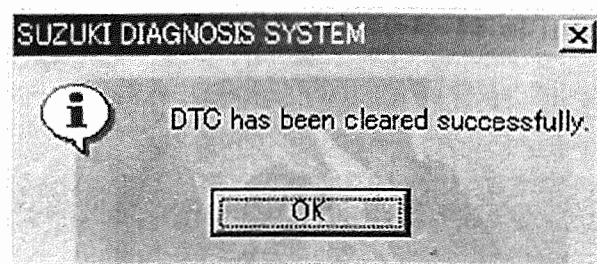 SUZUKI DIAGNOSIS SYSTEM
DTC has been cleared successfully.
OK